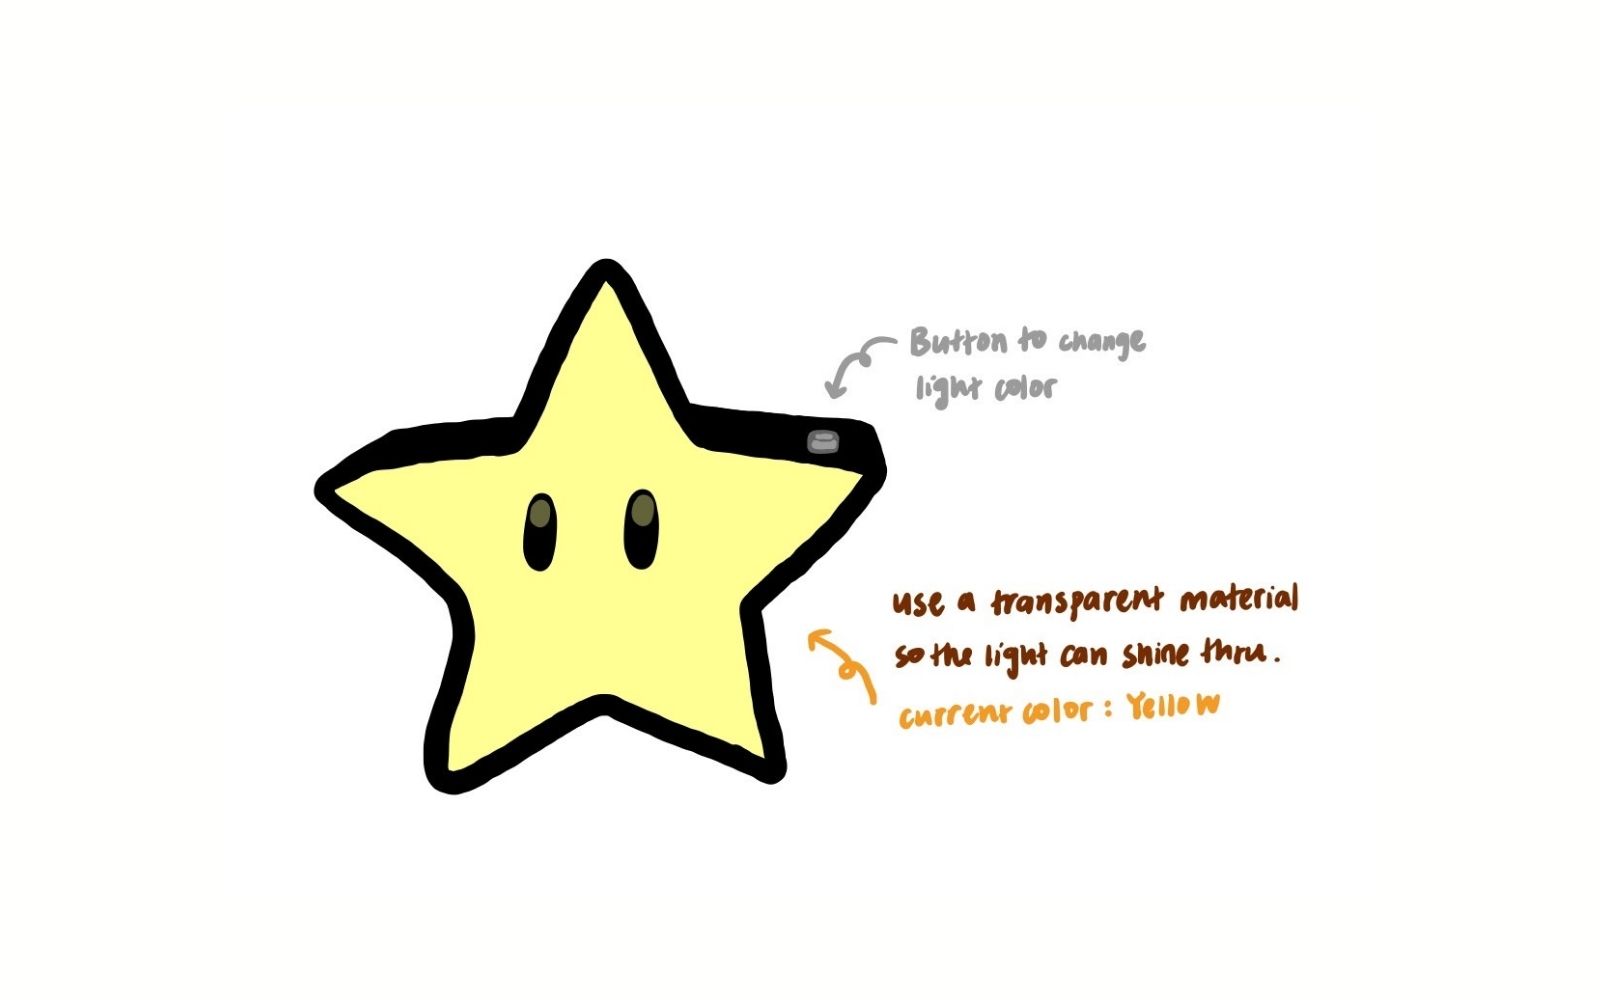 Button to change
light color
use a transparent material
so the light can shine thru.
current color: Yellow